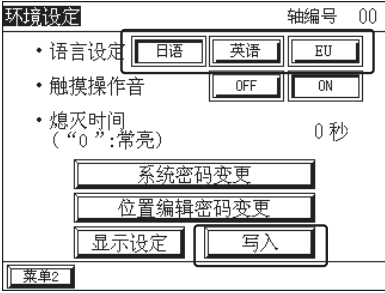 环境设定 轴编号 00
・语言设定 日语 英语 EU
・触摸操作音 OFF ON
・熄灭时间
(“0”:常亮) 0 秒
系统密码变更
位置编辑密码变更
显示设定 写入
菜单2